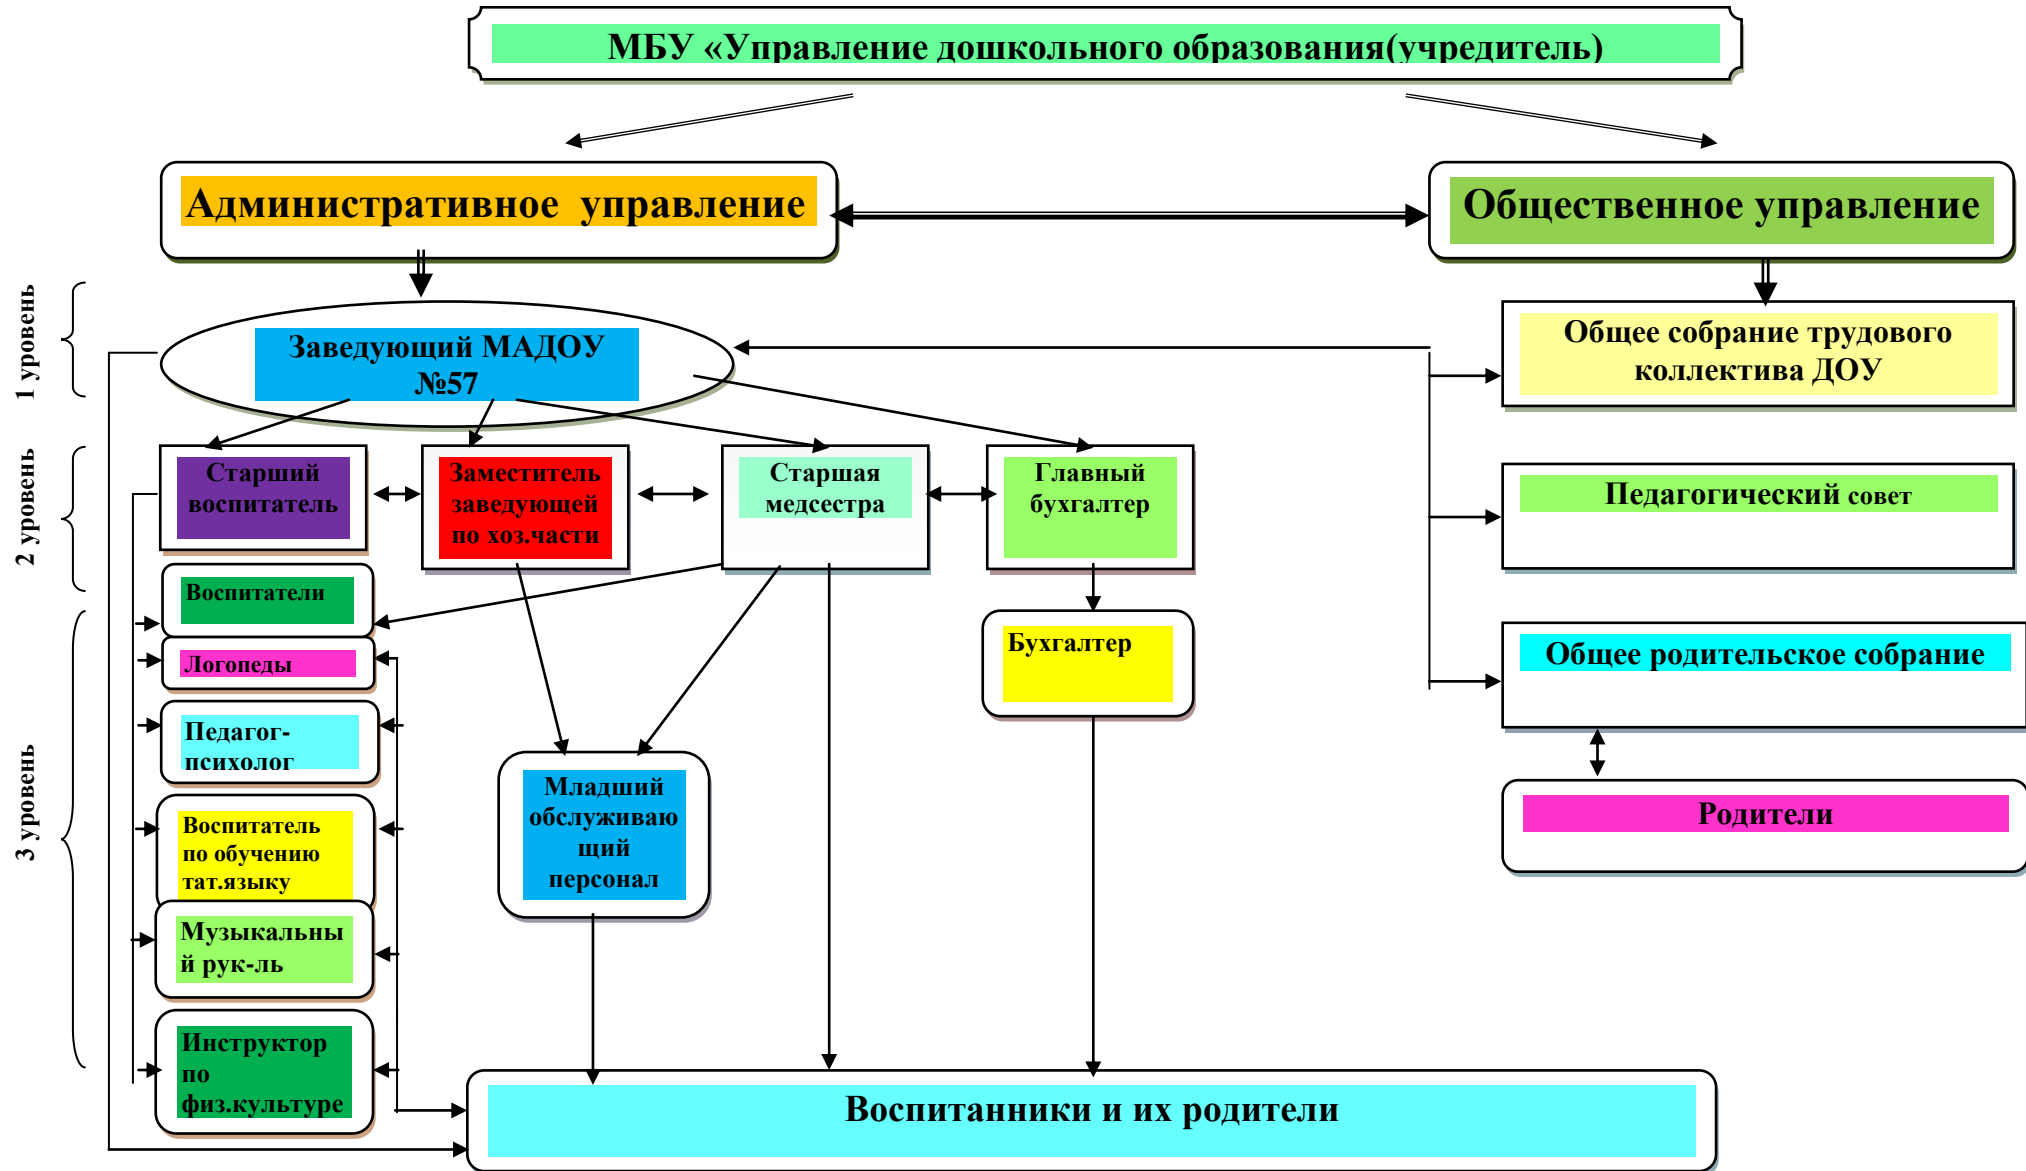 МБУ «Управление дошкольного образования(учредитель)
Административное управление
Общественное управление
1 уровень
Заведующий МАДОУ
№57
Общее собрание трудового
коллектива ДОУ
2 уровень
Старший
воспитатель
Заместитель
заведующей
по хоз.части
Старшая
медсестра
Главный
бухгалтер
Педагогический совет
3 уровень
Воспитатели
Логопеды
Педагог-
психолог
Воспитатель
по обучению
тат.языку
Музыкальны
й рук-ль
Инструктор
по
физ.культуре
Младший
обслуживаю
щий
персонал
Бухгалтер
Общее родительское собрание
Родители
Воспитанники и их родители